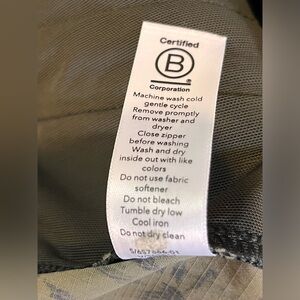 Certified
B
Corporation
Machine wash cold
gentle cycle
Remove promptly
from washer and
dryer
Close zipper
before washing
Wash and dry
inside out with like
colors
Do not use fabric
softener
Do not bleach
Tumble dry low
Cool iron
Do not dry clean